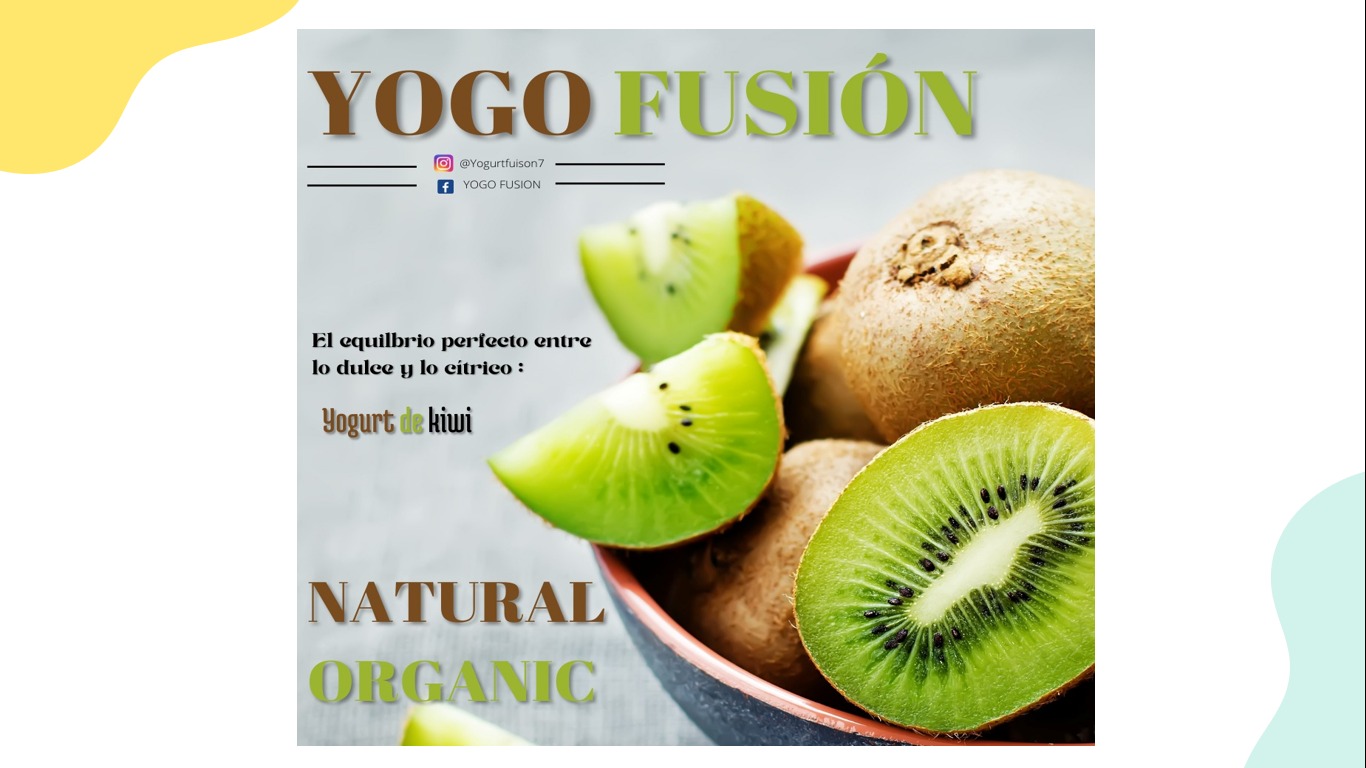 YOGO FUSIÓN
@Yogurtfuison7
YOGO FUSION
El equilbrio perfecto entre
lo dulce y lo cítrico :
Yogurt de kiwi
NATURAL
ORGANIC